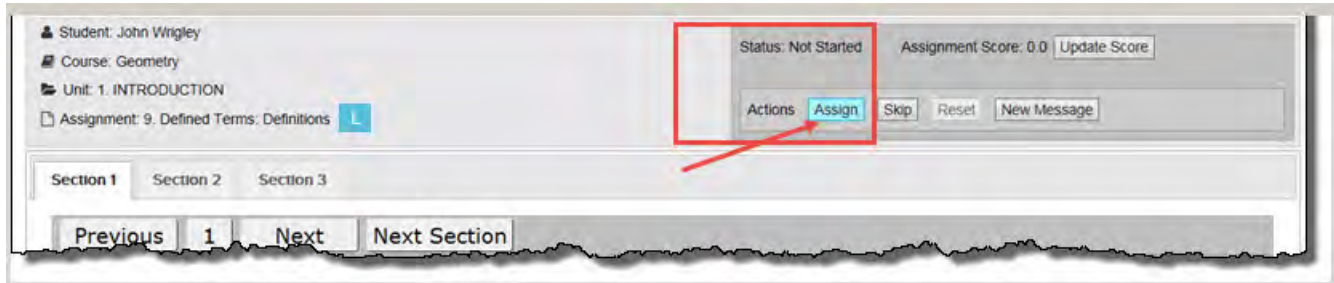 Student: John Wrigley
Course: Geometry
Unit: 1. INTRODUCTION
Assignment: 9. Defined Terms: Definitions L
Status: Not Started Assignment Score: 0.0 Update Score
Actions Assign Skip Reset New Message
Section 1 Section 2 Section 3
Previous 1 Next Next Section